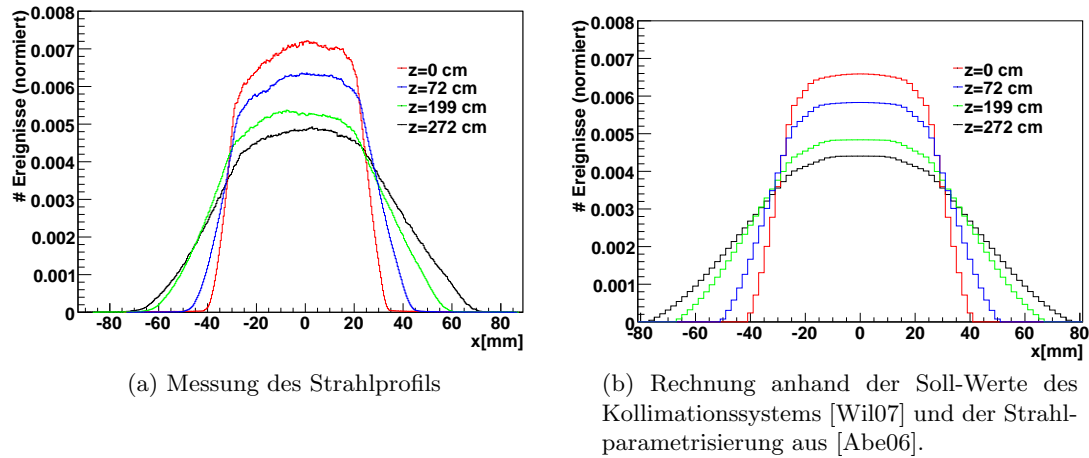 # Ereignisse (normiert)
0.008
0.007
0.006
0.005
0.004
0.003
0.002
0.001
0
-80 -60 -40 -20 0 20 40 60 80
x[mm]
z=0 cm
z=72 cm
z=199 cm
z=272 cm
(a) Messung des Strahlprofils
# Ereignisse (normiert)
0.008
0.007
0.006
0.005
0.004
0.003
0.002
0.001
0
-80 -60 -40 -20 0 20 40 60 80
x[mm]
z=0 cm
z=72 cm
z=199 cm
z=272 cm
(b) Rechnung anhand der Soll-Werte des
Kollimationssystems [Wil07] und der Strahl-
parametrisierung aus [Abe06].